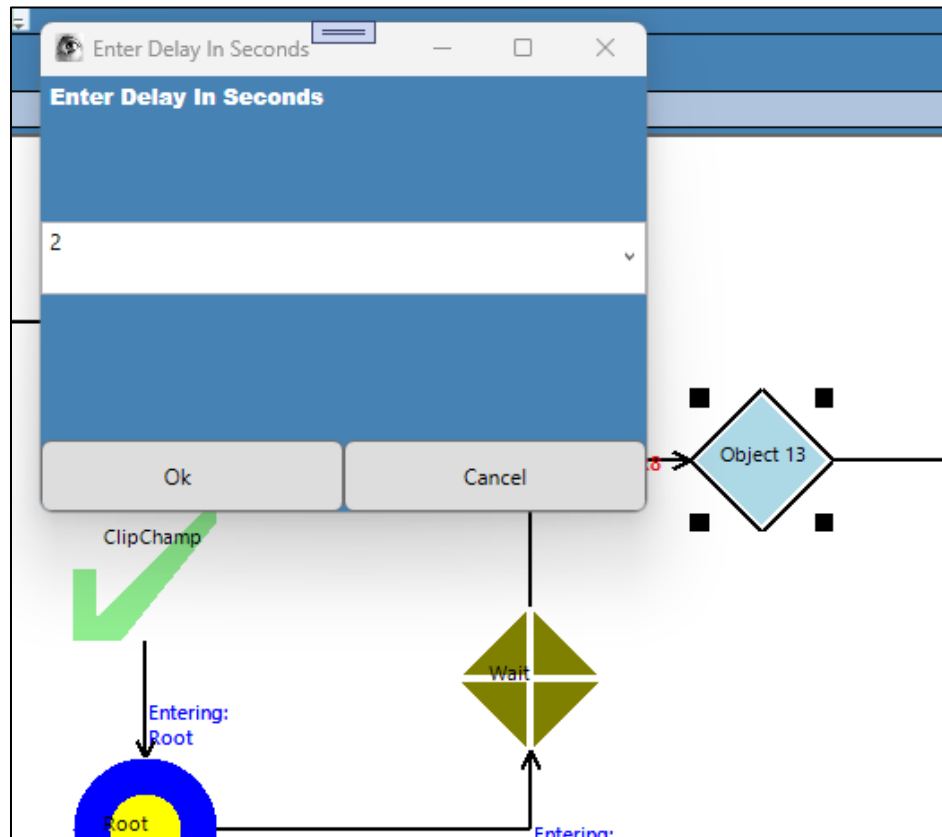 Enter Delay In Seconds
Enter Delay In Seconds
2
Ok
Cancel
8
Object 13
ClipChamp
Wait
Entering:
Root
Root
Entering: